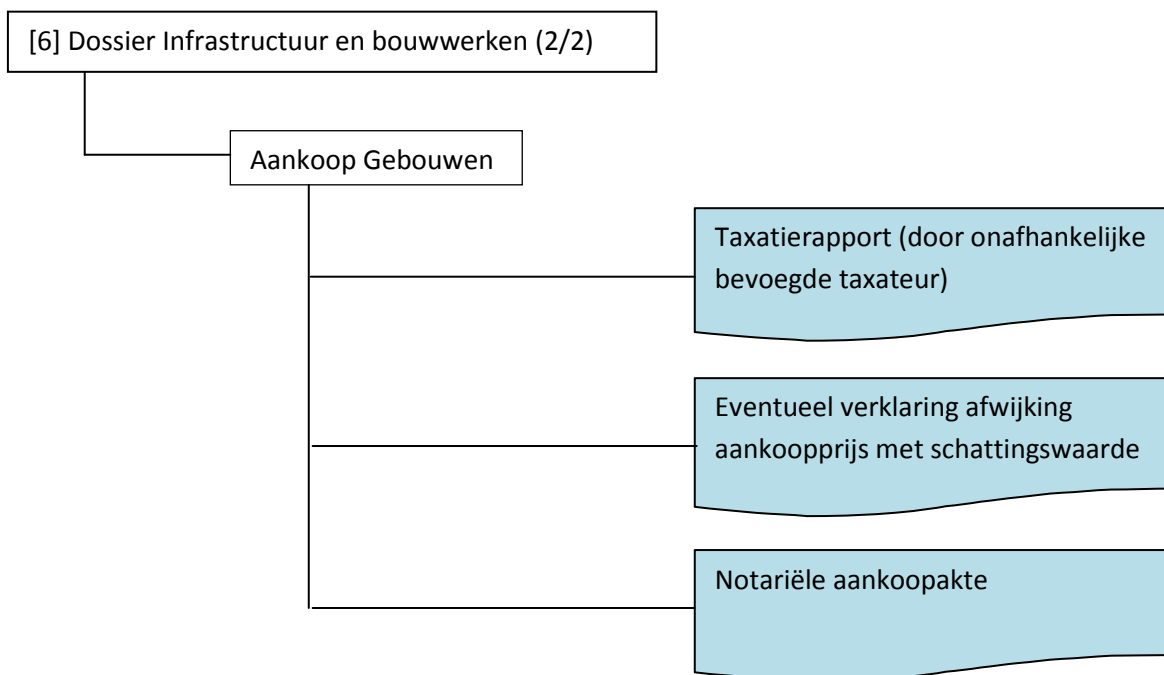 [6] Dossier Infrastructuur en bouwwerken (2/2)
Aankoop Gebouwen
Taxatierapport (door onafhankelijke
bevoegde taxateur)
Eventueel verklaring afwijking
aankoopprijs met schattingswaarde
Notariële aankoopakte